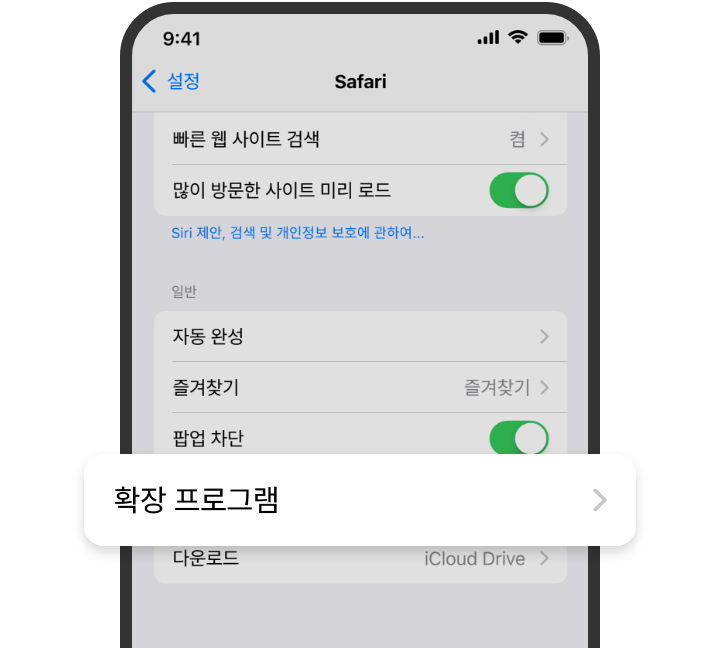 9:41
설정 Safari
빠른 웹 사이트 검색 켬
많이 방문한 사이트 미리 로드
Siri 제안, 검색 및 개인정보 보호에 관하여...
일반
자동 완성
즐겨찾기 즐겨찾기
팝업 차단
확장 프로그램
다운로드 iCloud Drive